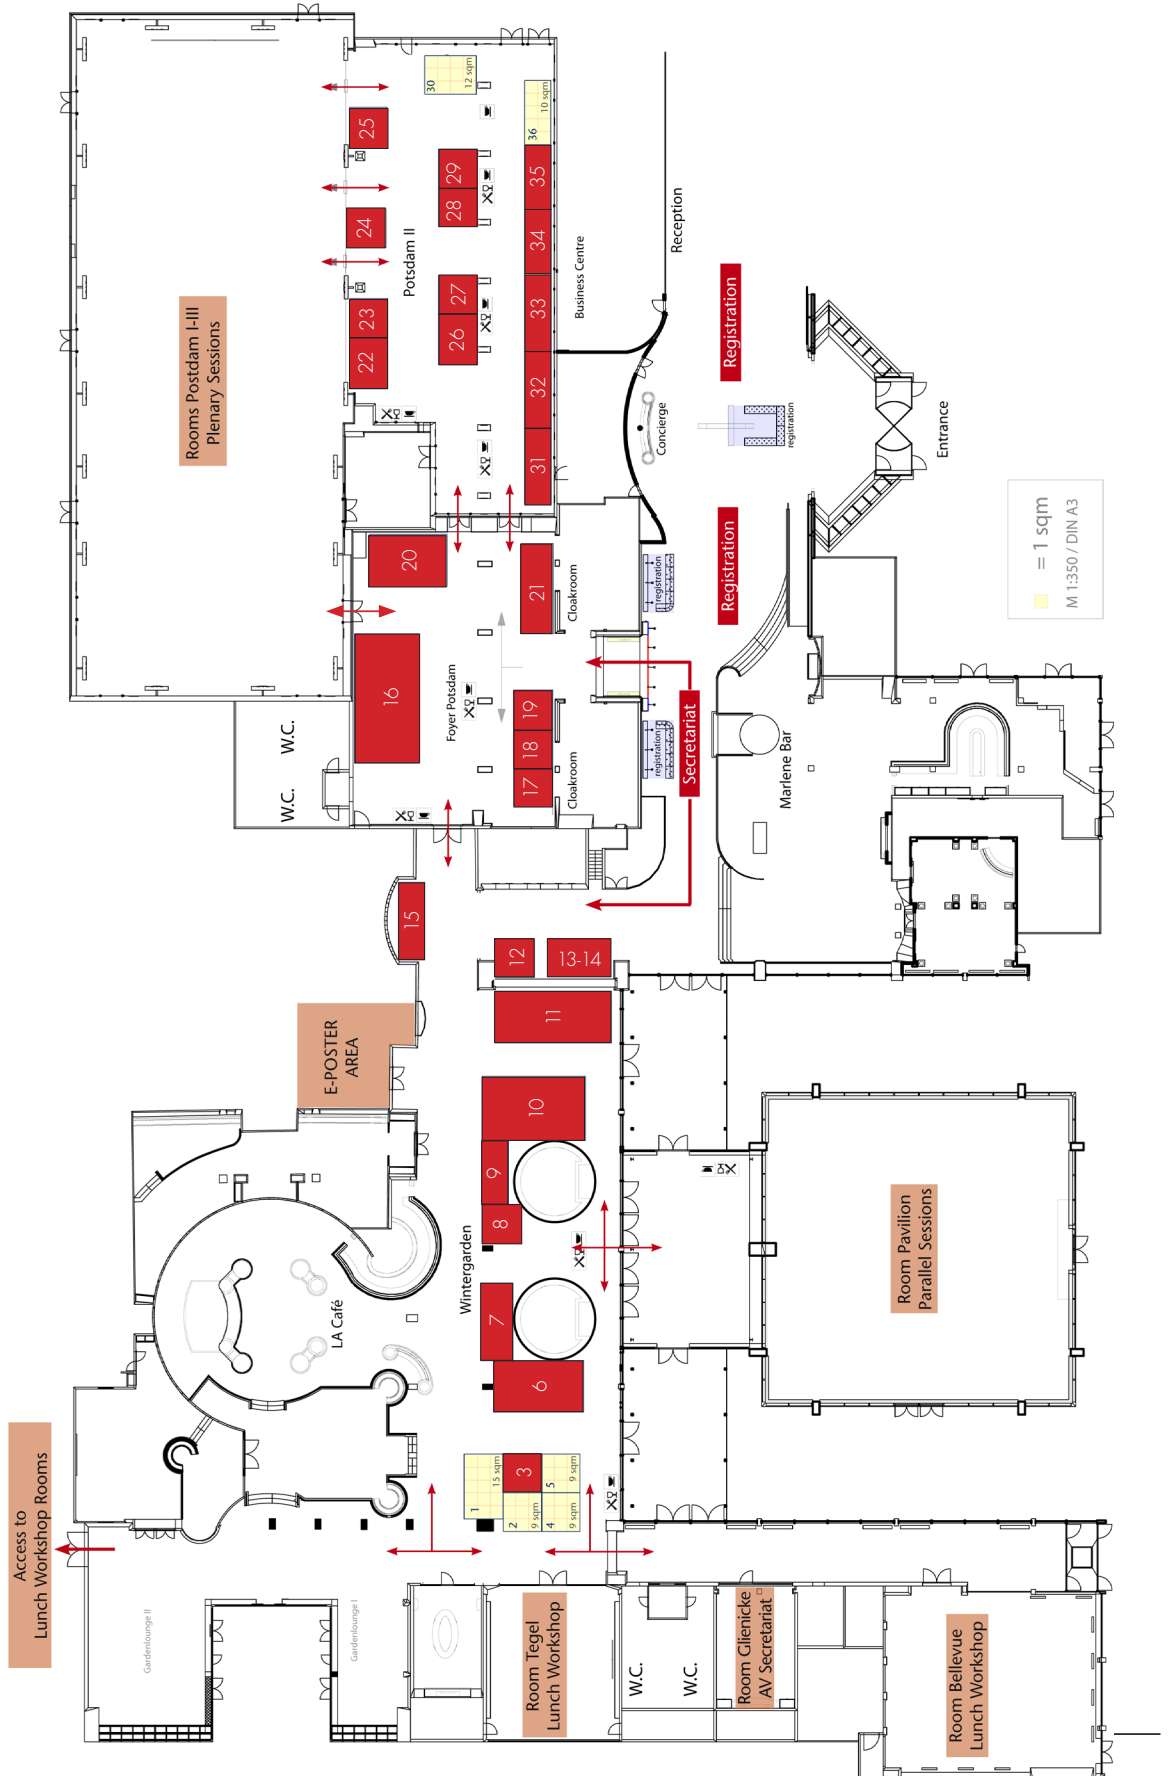 30
12 sqm
36
10 sqm
25
29
28
35
24
34
Potsdam II
Rooms Postdam I-III
Plenary Sessions
23
22
27
26
33
32
31
Business Centre
Reception
Registration
Concierge
registration
Entrance
20
21
Cloakroom
registration
Registration
= 1 sqm
M 1:350 / DIN A3
16
Foyer Potsdam
19
18
17
Cloakroom
registration
Secretariat
Marlene Bar
W.C.
W.C.
15
12
13-14
11
E-POSTER
AREA
10
9
8
Wintergarden
7
6
LA Café
Room Pavilion
Parallel Sessions
1
15 sqm
3
2
9 sqm
5
9 sqm
4
9 sqm
Access to
Lunch Workshop Rooms
Gardenlounge II
Gardenlounge I
Room Tegel
Lunch Workshop
W.C.
W.C.
Room Glienicke
AV Secretariat
Room Bellevue
Lunch Workshop